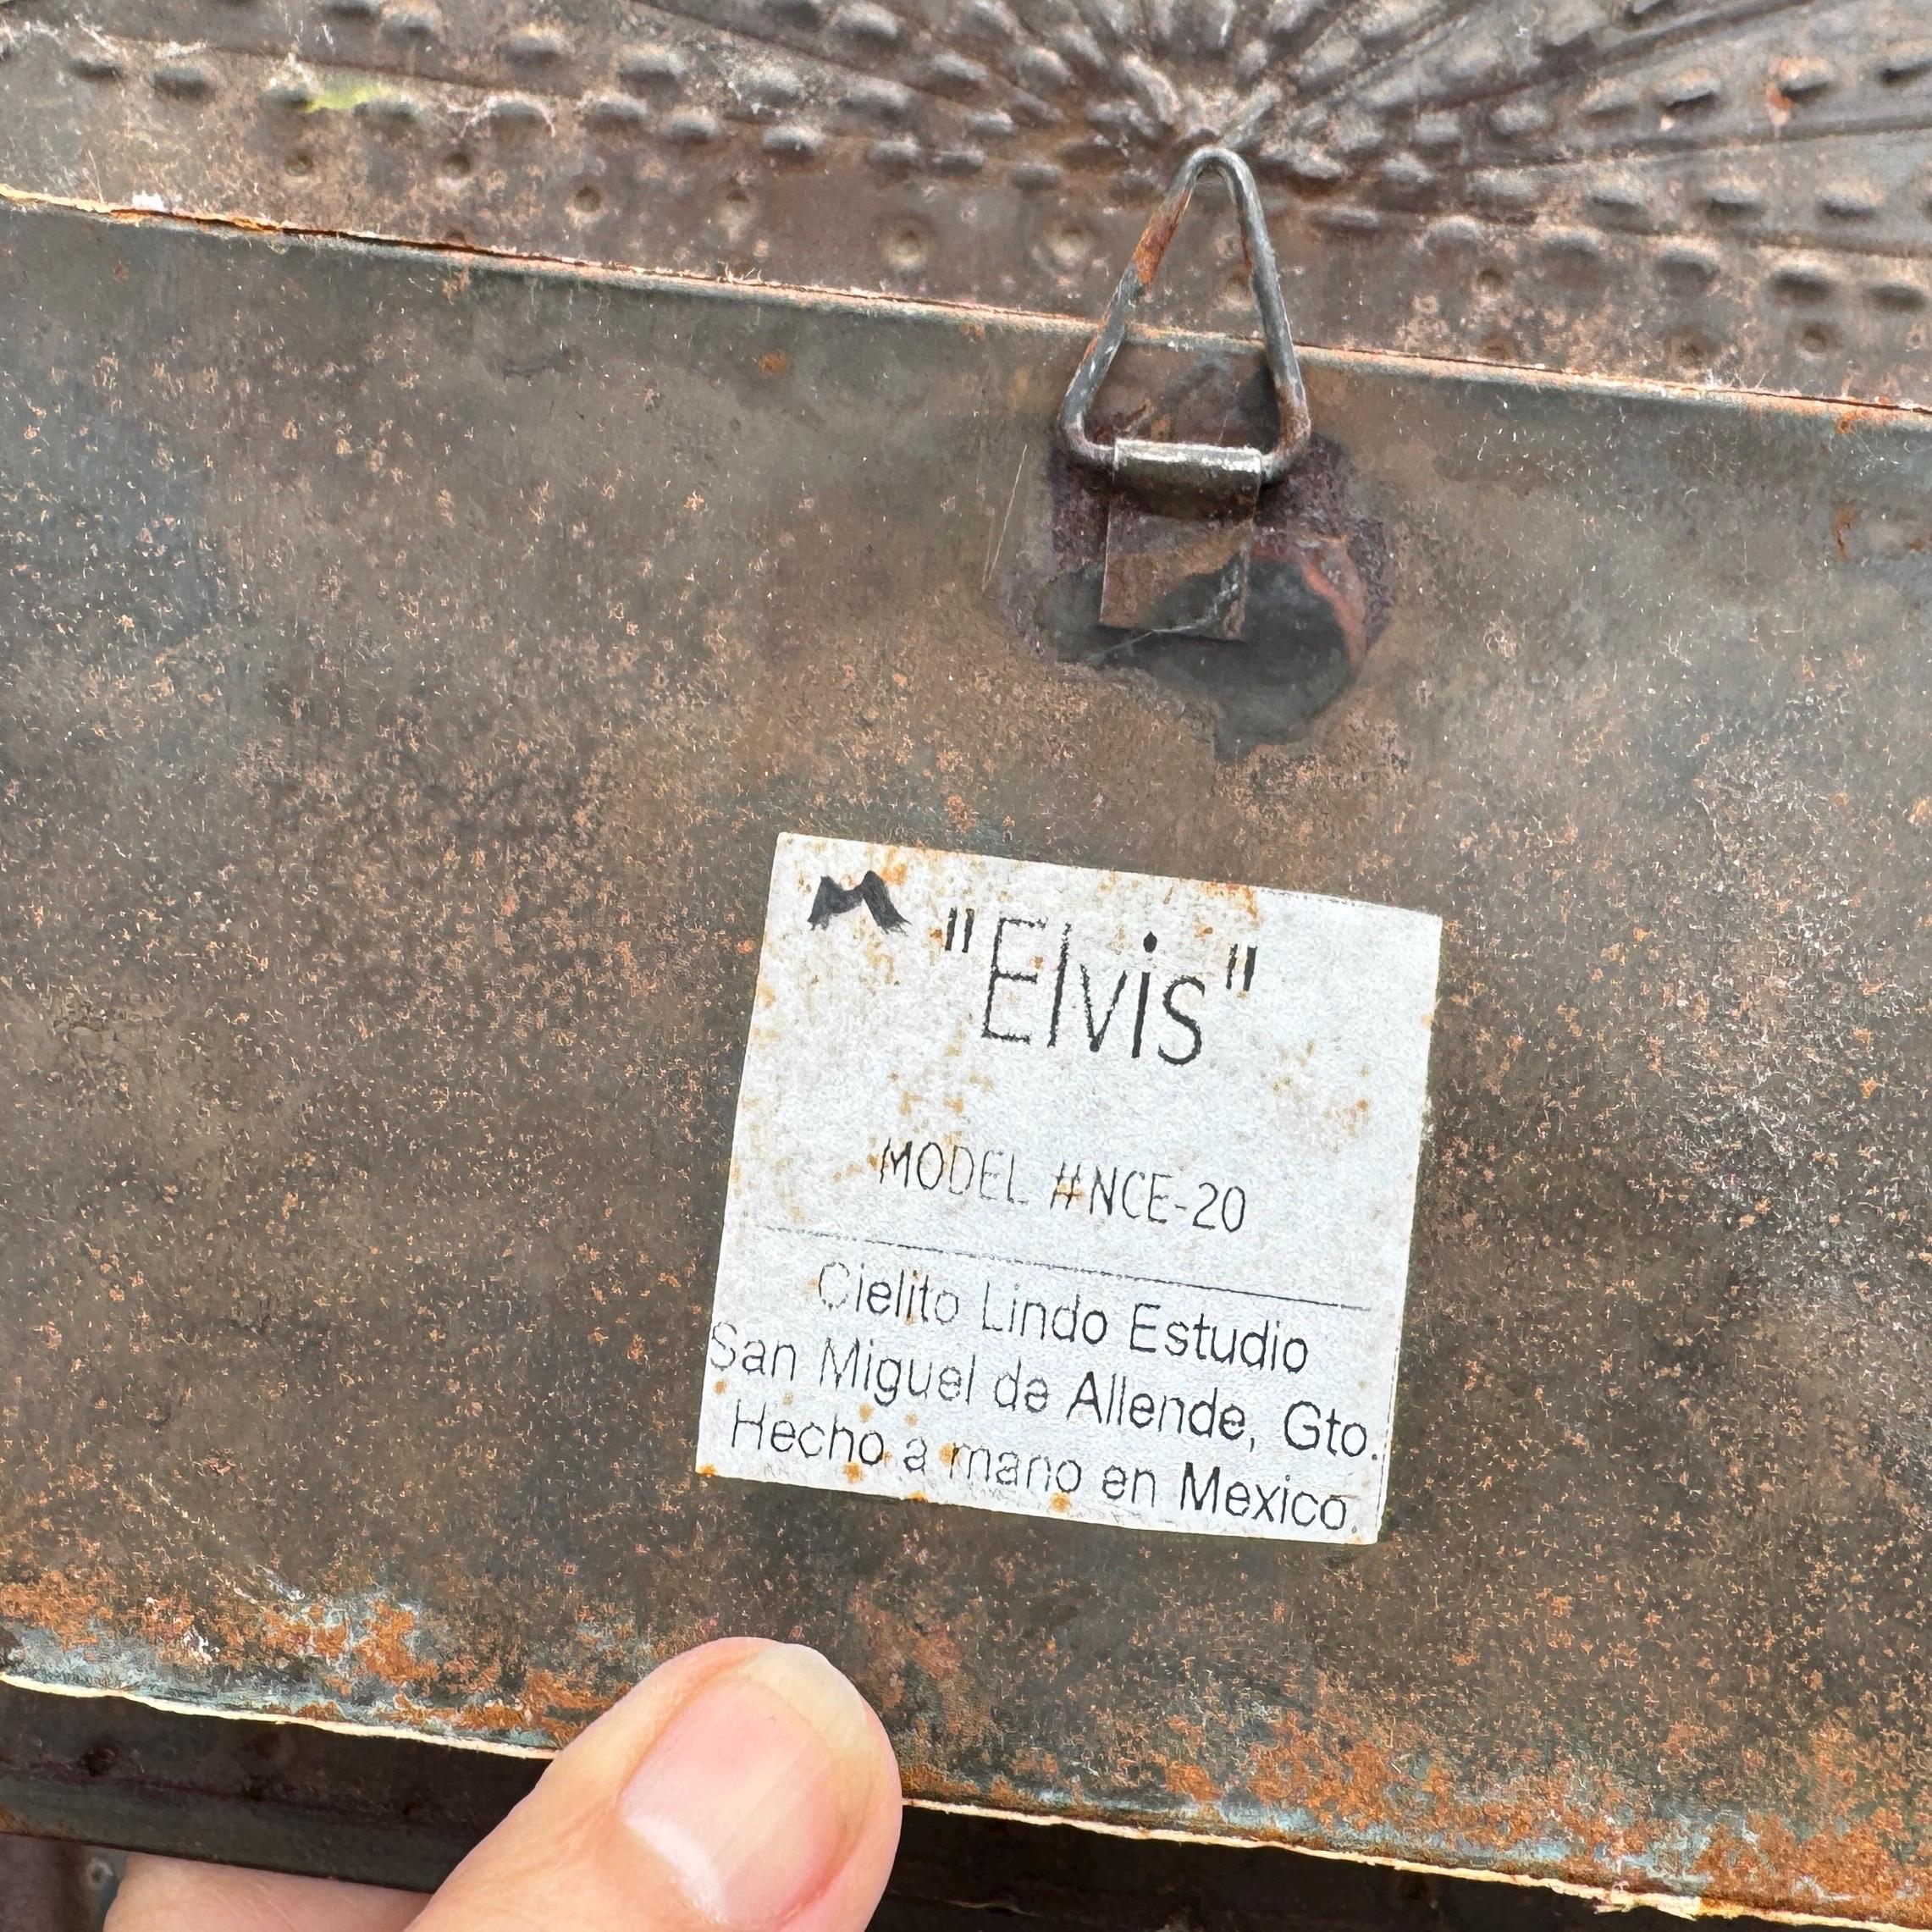 M
"Elvis"
MODEL #NCE-20
Cielito Lindo Estudio
San Miguel de Allende, Gto.
Hecho a mano en Mexico